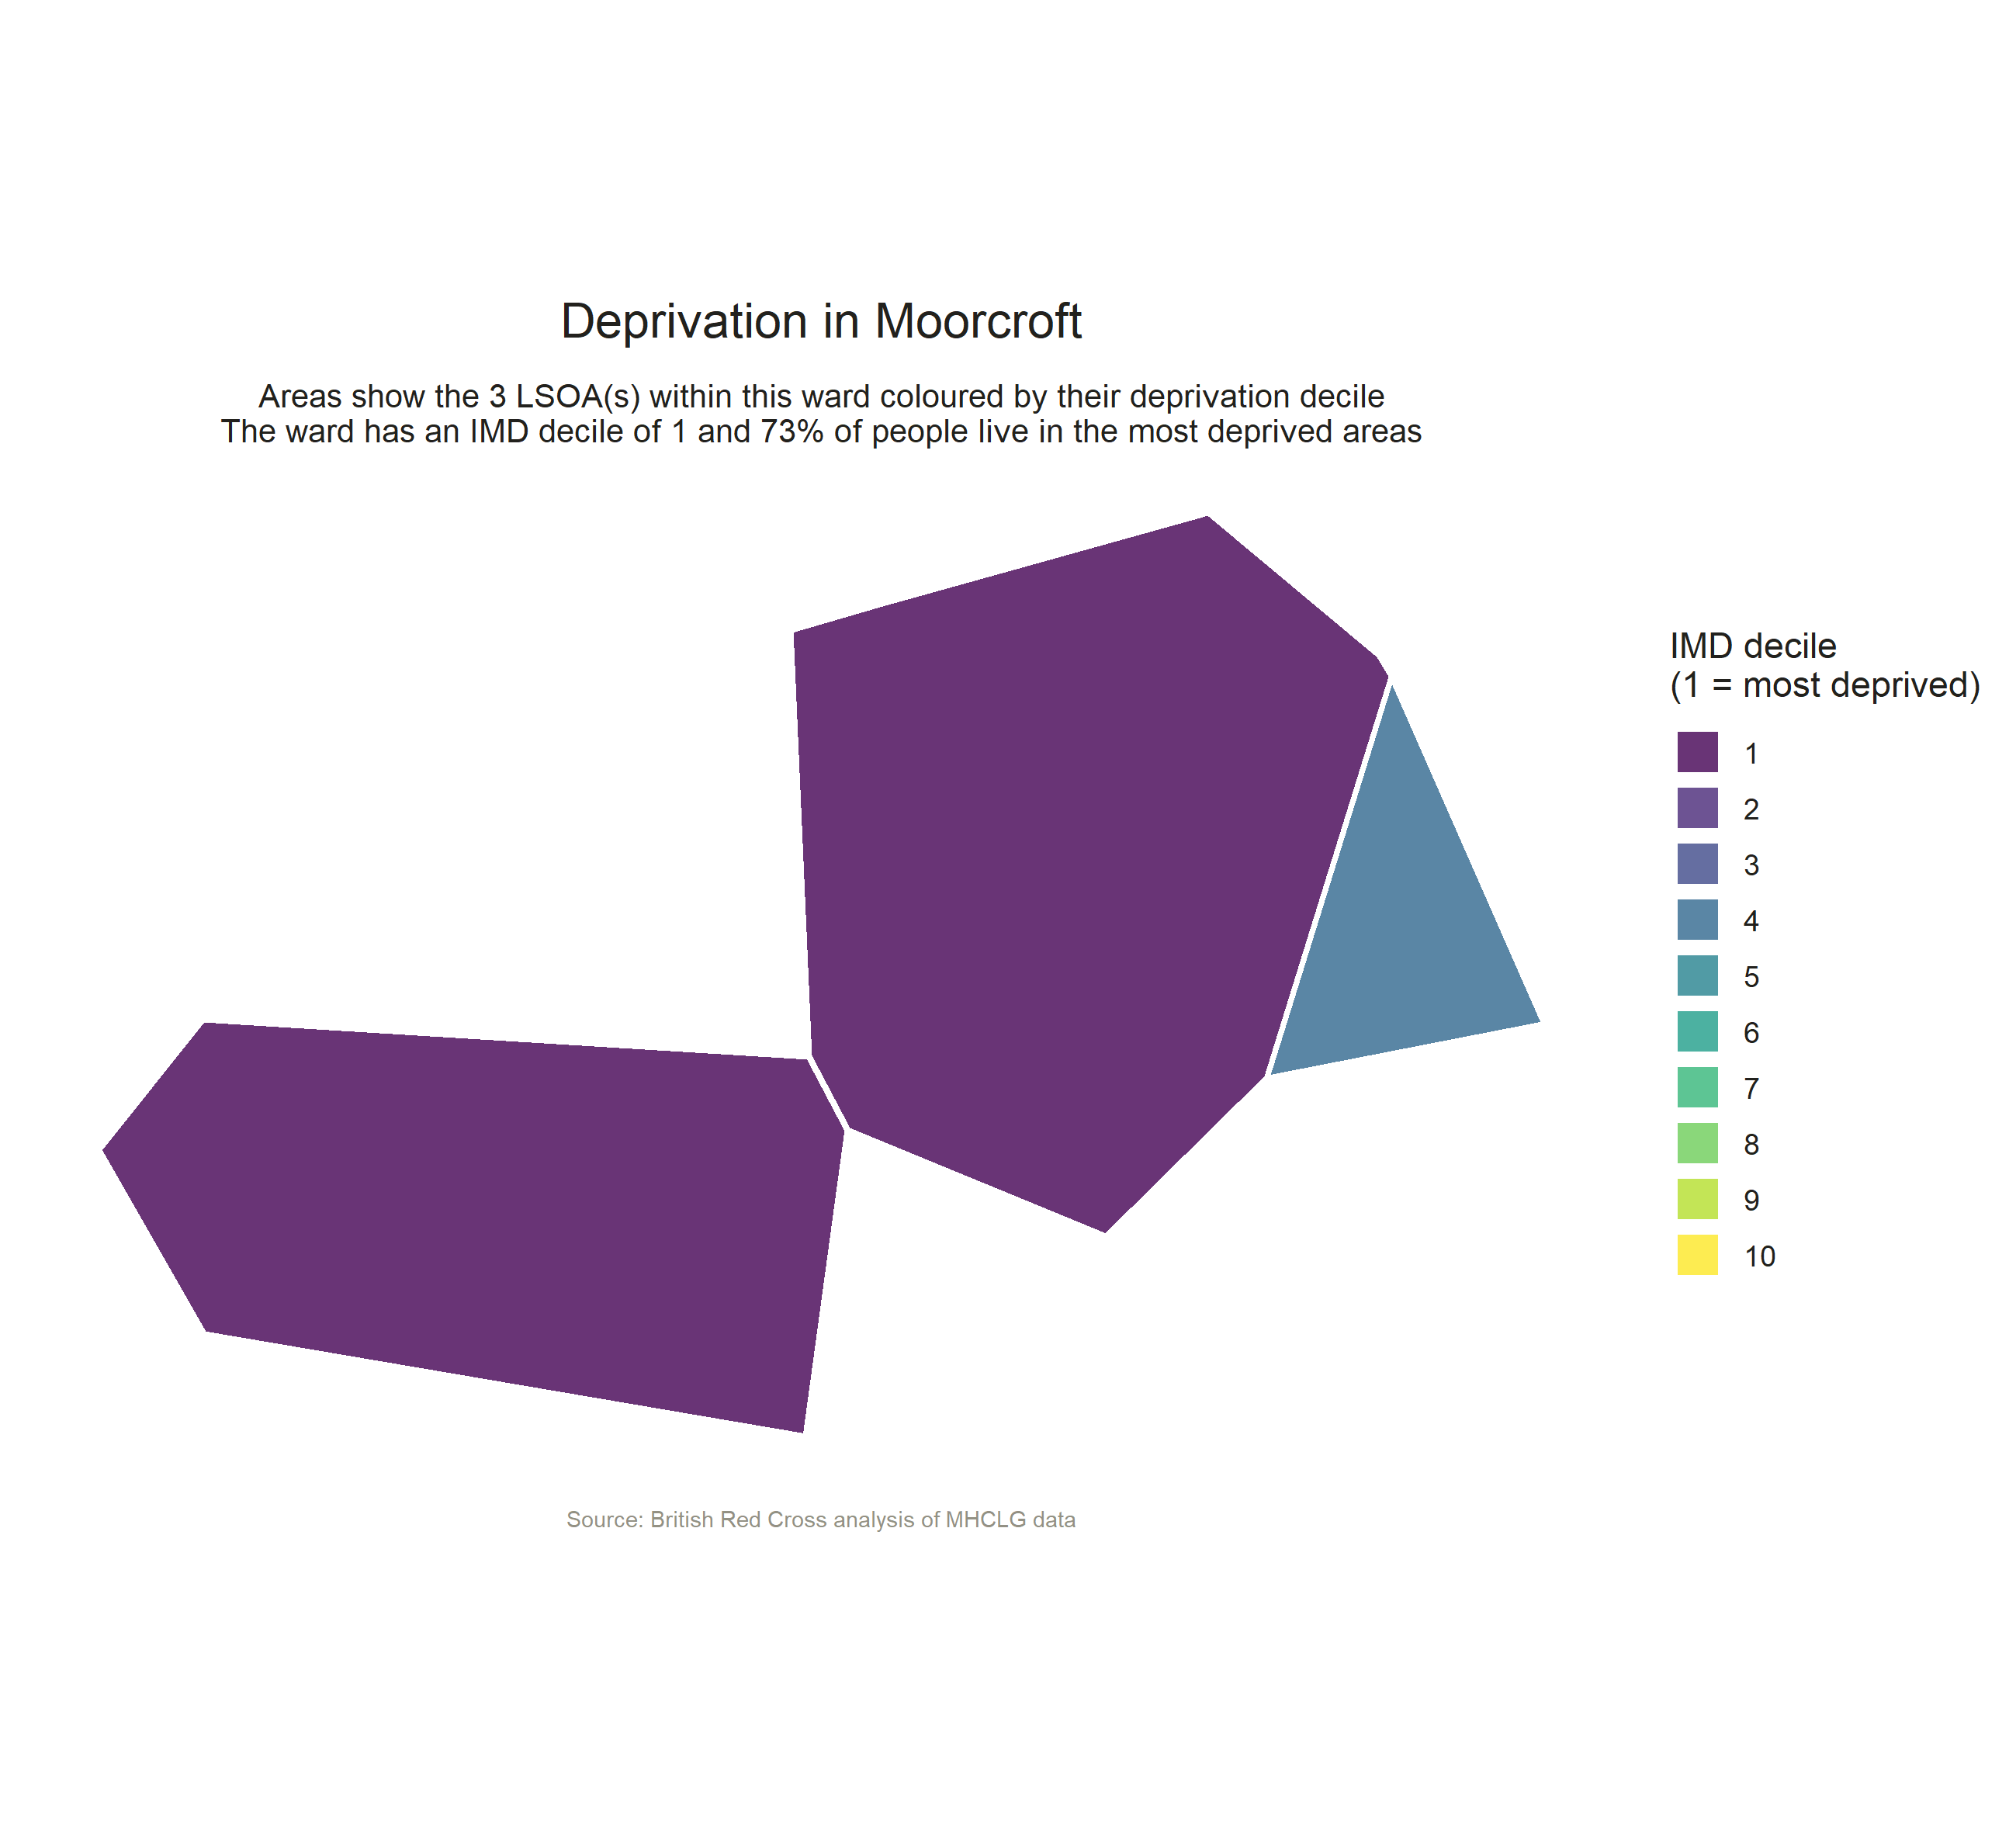 Deprivation in Moorcroft
Areas show the 3 LSOA(s) within this ward coloured by their deprivation decile
The ward has an IMD decile of 1 and 73% of people live in the most deprived areas
IMD decile
(1 = most deprived)
1
2
3
4
5
6
7
8
9
10
Source: British Red Cross analysis of MHCLG data